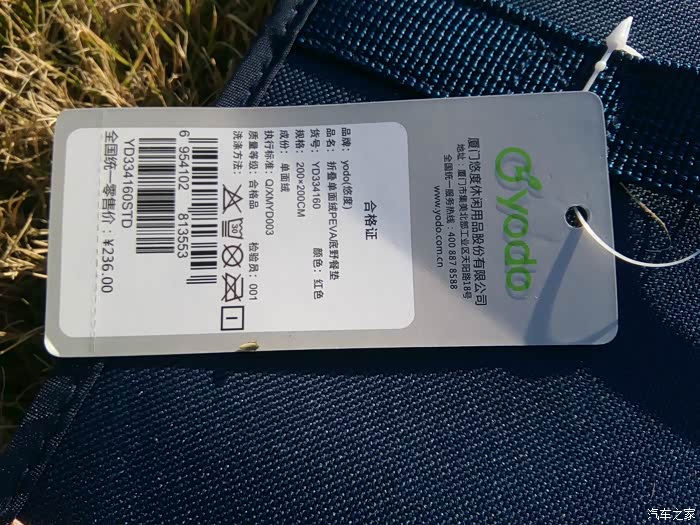 yodo
厦门悠度休闲用品股份有限公司
地址:厦门市集美北部工业区天阳路18号
全国统一服务热线:400 887 8588
www.yodo.com.cn
合格证
品牌:yodo(悠度)
品名:折叠单面绒PEVA底野餐垫
货号:YD334160 颜色:红色
规格:200×200CM
成份:单面绒
执行标准:Q/XMYD003
质量等级:合格品 检验员:001
洗涤方法:
30
6 954102 813553
YD334160STD
全国统一零售价:¥236.00
汽车之家